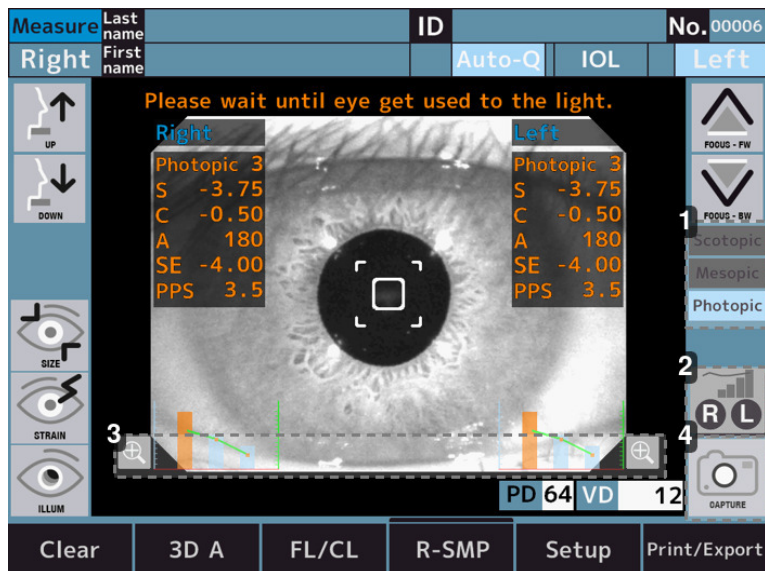 Measure Last name ID No. 00006
Right First name Auto-Q IOL Left
Please wait until eye get used to the light.
UP
DOWN
SIZE
STRAIN
ILLUM
Right
Photopic 3
S -3.75
C -0.50
A 180
SE -4.00
PPS 3.5
Left
Photopic 3
S -3.75
C -0.50
A 180
SE -4.00
PPS 3.5
FOCUS - FW
FOCUS - BW
1
Scotopic
Mesopic
Photopic
2
R L
3
4
CAPTURE
PD 64 VD 12
Clear 3D A FL/CL R-SMP Setup Print/Export